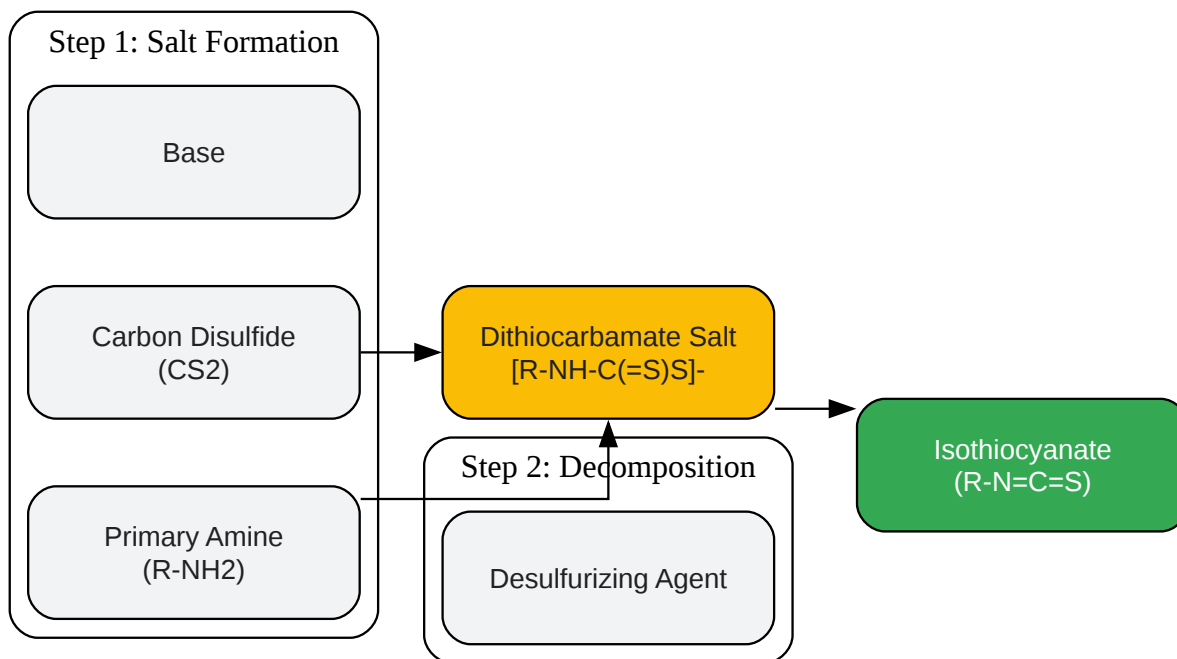 Step 1: Salt Formation
Base
Carbon Disulfide
(CS2)
Primary Amine
(R-NH2)
Dithiocarbamate Salt
[R-NH-C(=S)S]-
Step 2: Decomposition
Desulfurizing Agent
Isothiocyanate
(R-N=C=S)